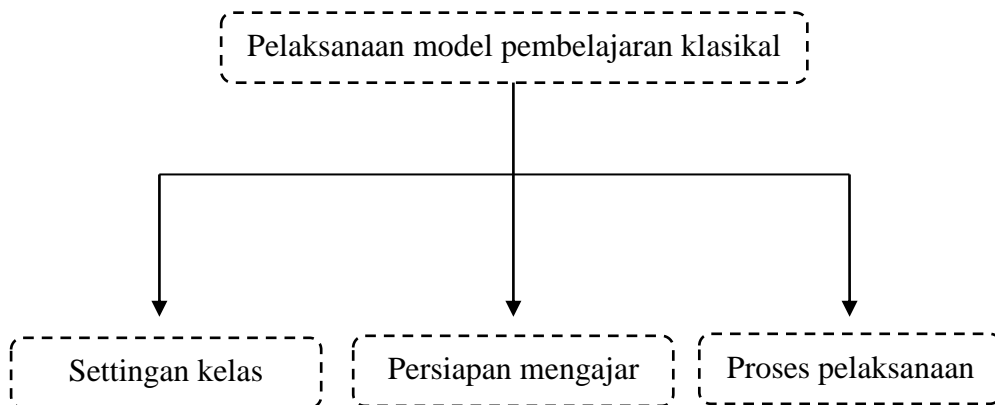 Pelaksanaan model pembelajaran klasikal
Settingan kelas
Persiapan mengajar
Proses pelaksanaan